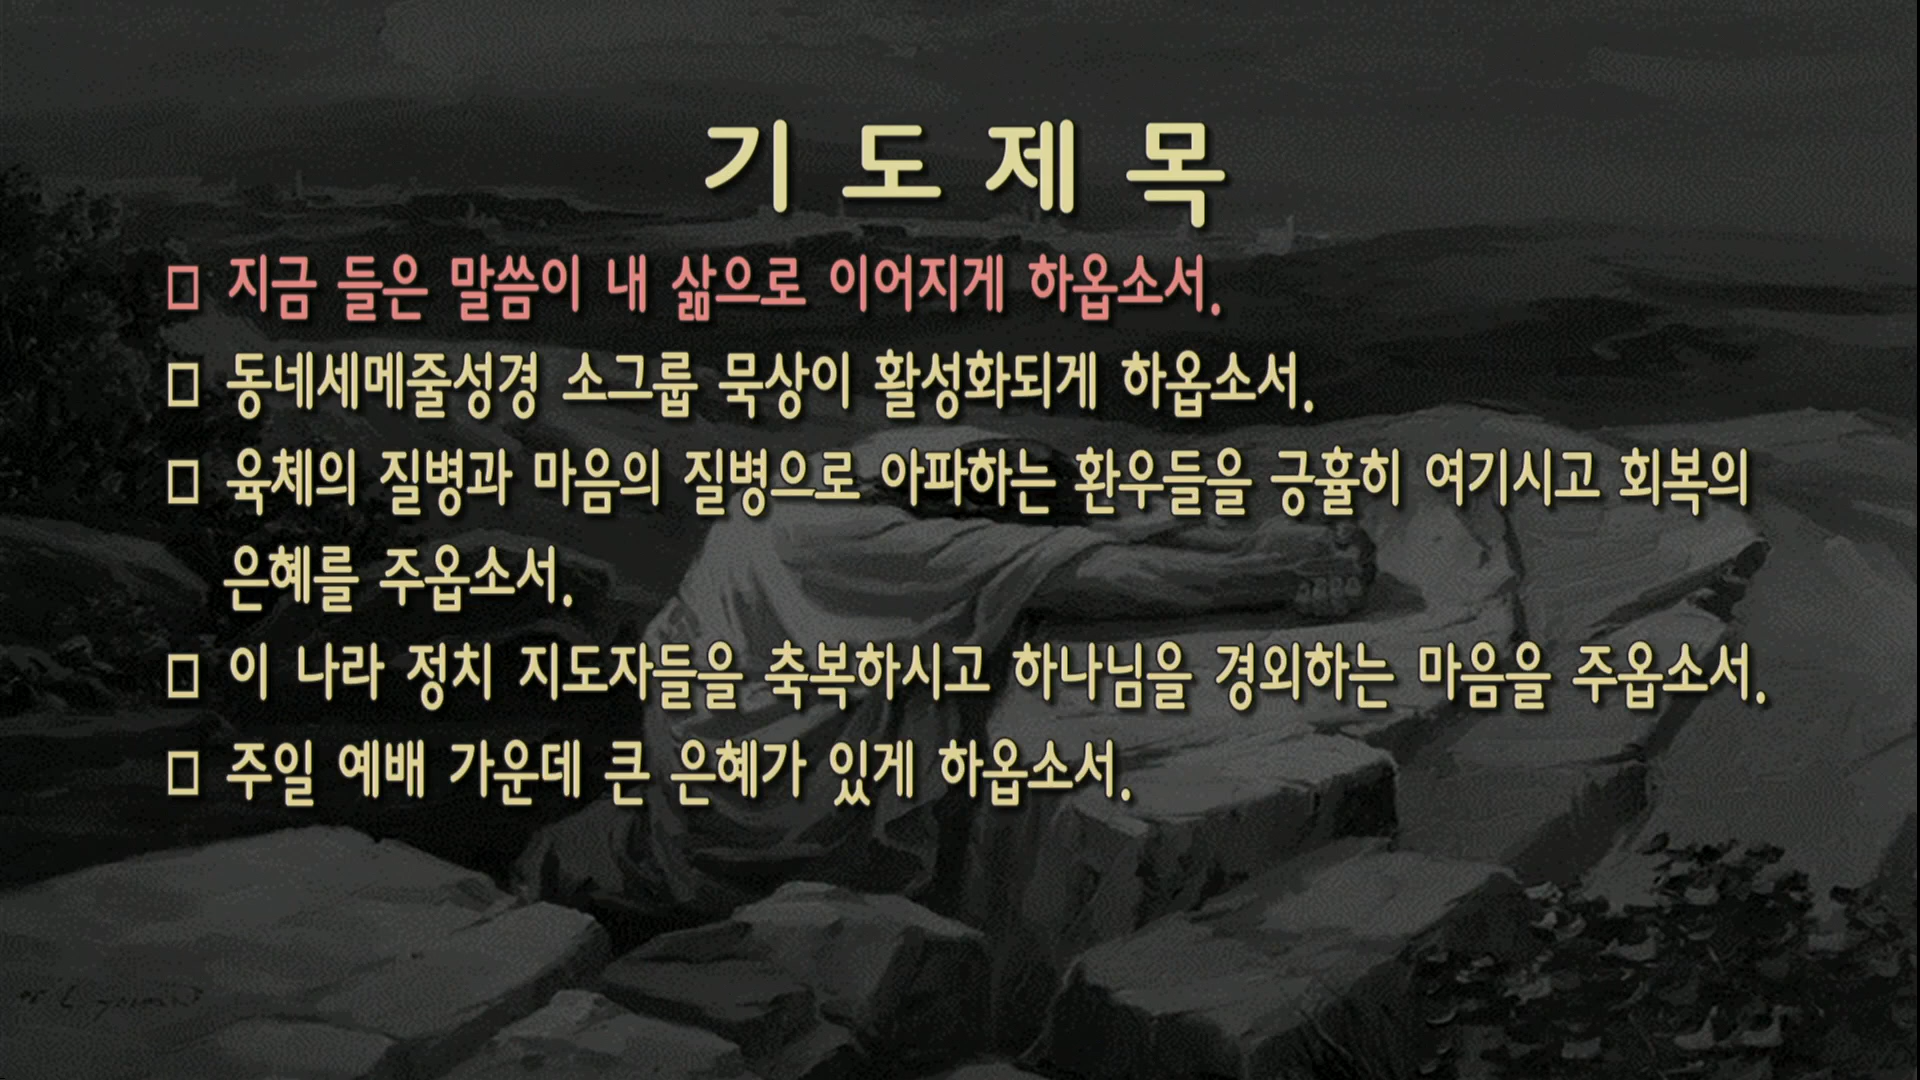 기 도 제 목
□ 지금 들은 말씀이 내 삶으로 이어지게 하옵소서.
□ 동네세메줄성경 소그룹 묵상이 활성화되게 하옵소서.
□ 육체의 질병과 마음의 질병으로 아파하는 환우들을 긍휼히 여기시고 회복의
은혜를 주옵소서.
□ 이 나라 정치 지도자들을 축복하시고 하나님을 경외하는 마음을 주옵소서.
□ 주일 예배 가운데 큰 은혜가 있게 하옵소서.